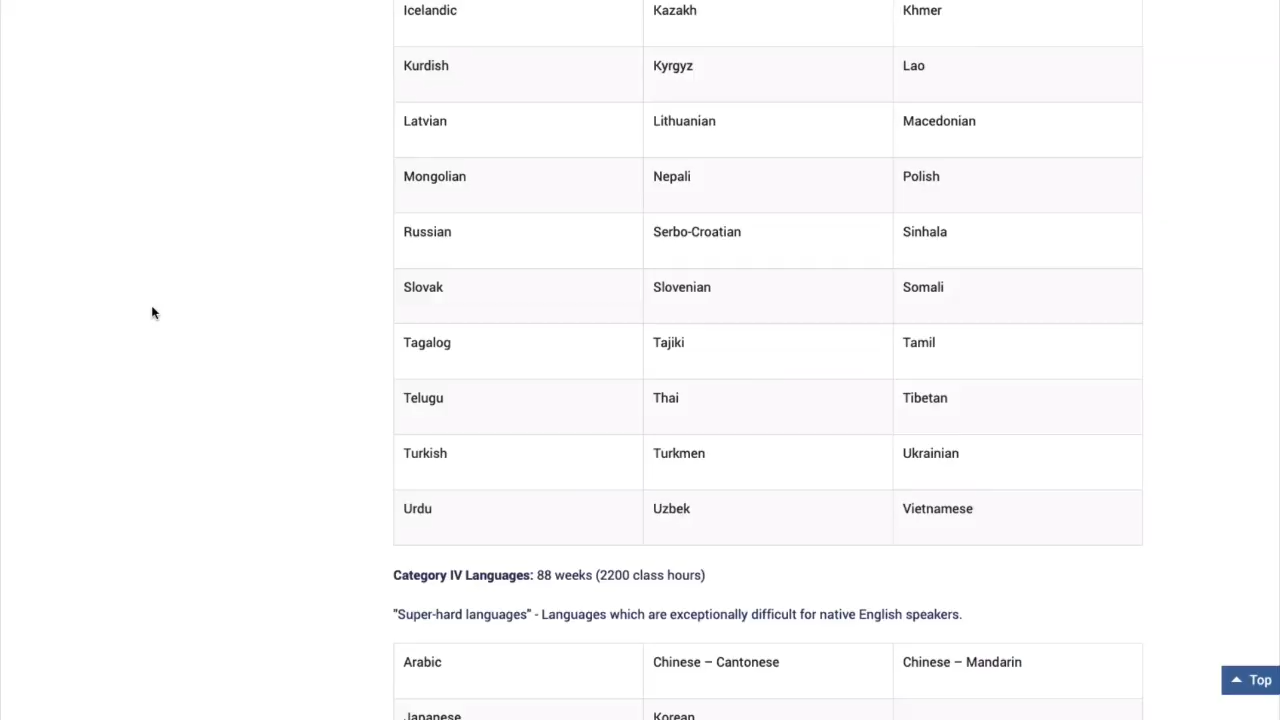 Icelandic Kazakh Khmer
Kurdish Kyrgyz Lao
Latvian Lithuanian Macedonian
Mongolian Nepali Polish
Russian Serbo-Croatian Sinhala
Slovak Slovenian Somali
Tagalog Tajiki Tamil
Telugu Thai Tibetan
Turkish Turkmen Ukrainian
Urdu Uzbek Vietnamese
Category IV Languages: 88 weeks (2200 class hours)
"Super-hard languages" - Languages which are exceptionally difficult for native English speakers.
Arabic Chinese – Cantonese Chinese – Mandarin
Top
Japanese Korean